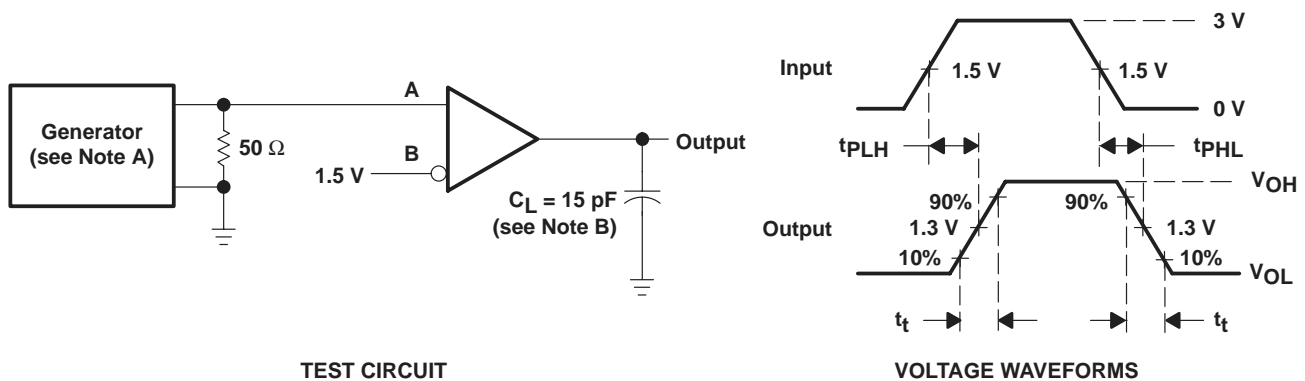 Generator
(see Note A)
50 Ω
A
B
1.5 V
Output
CL = 15 pF
(see Note B)
TEST CIRCUIT
3 V
Input
1.5 V
1.5 V
0 V
tPLH
tPHL
VOH
90%
90%
Output
1.3 V
1.3 V
10%
10%
VOL
tt
tt
VOLTAGE WAVEFORMS